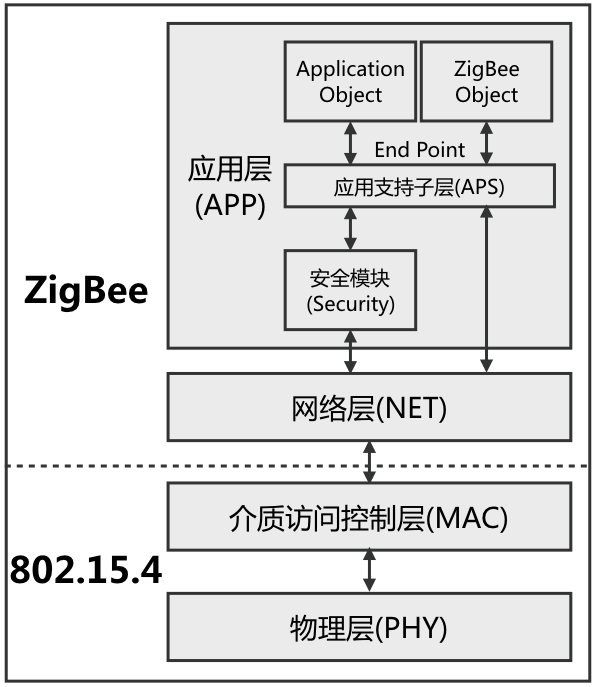 Application
Object
ZigBee
Object
End Point
应用层
(APP)
应用支持子层(APS)
安全模块
(Security)
ZigBee
网络层(NET)
介质访问控制层(MAC)
802.15.4
物理层(PHY)